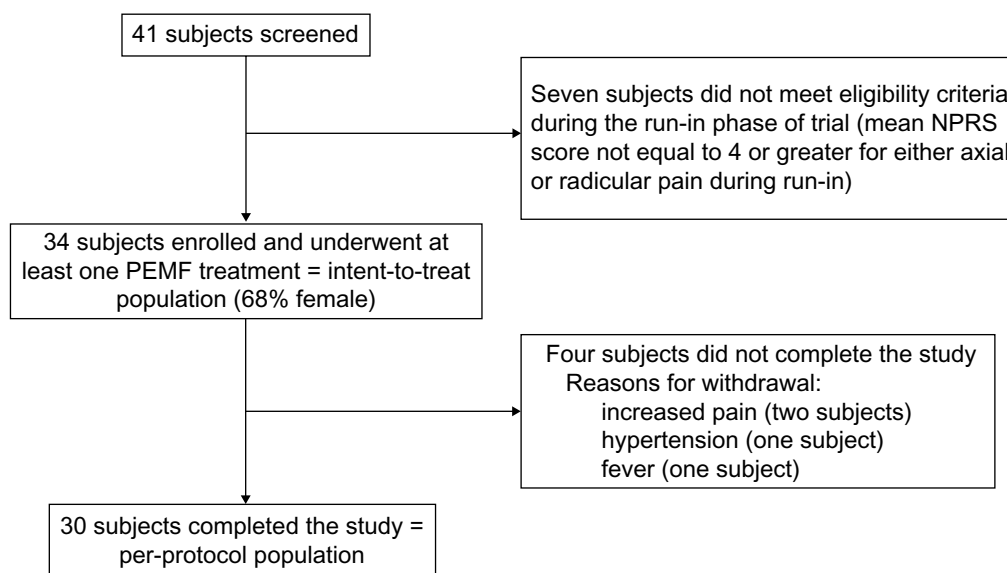 41 subjects screened
Seven subjects did not meet eligibility criteria
during the run-in phase of trial (mean NPRS
score not equal to 4 or greater for either axial
or radicular pain during run-in)
34 subjects enrolled and underwent at
least one PEMF treatment = intent-to-treat
population (68% female)
Four subjects did not complete the study
Reasons for withdrawal:
increased pain (two subjects)
hypertension (one subject)
fever (one subject)
30 subjects completed the study =
per-protocol population